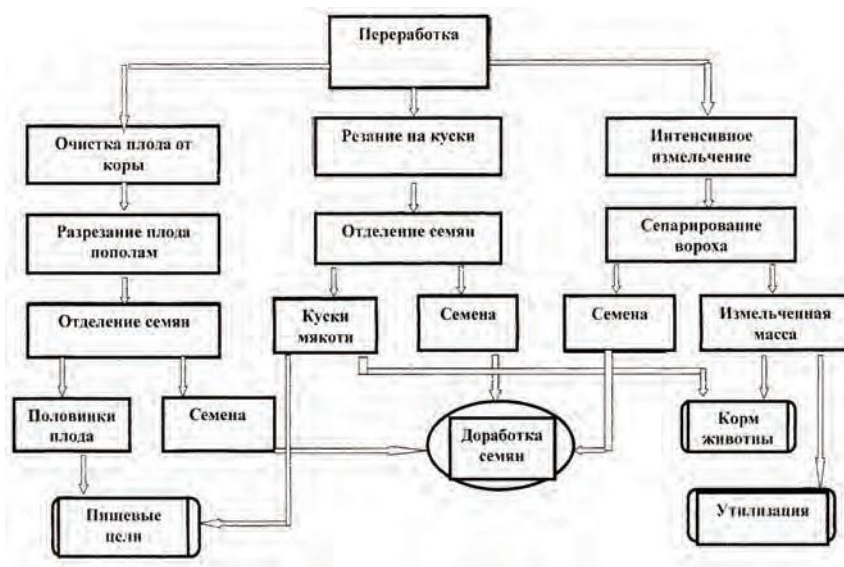 Переработка
Очистка плода от
коры
Резание на куски
Интенсивное
измельчение
Разрезание плода
пополам
Отделение семян
Сепарирование
вороха
Отделение семян
Куски
мякоти
Семена
Семена
Измельченная
масса
Половинки
плода
Семена
Доработка
семян
Корм
животны
Пищевые
цели
Утилизация